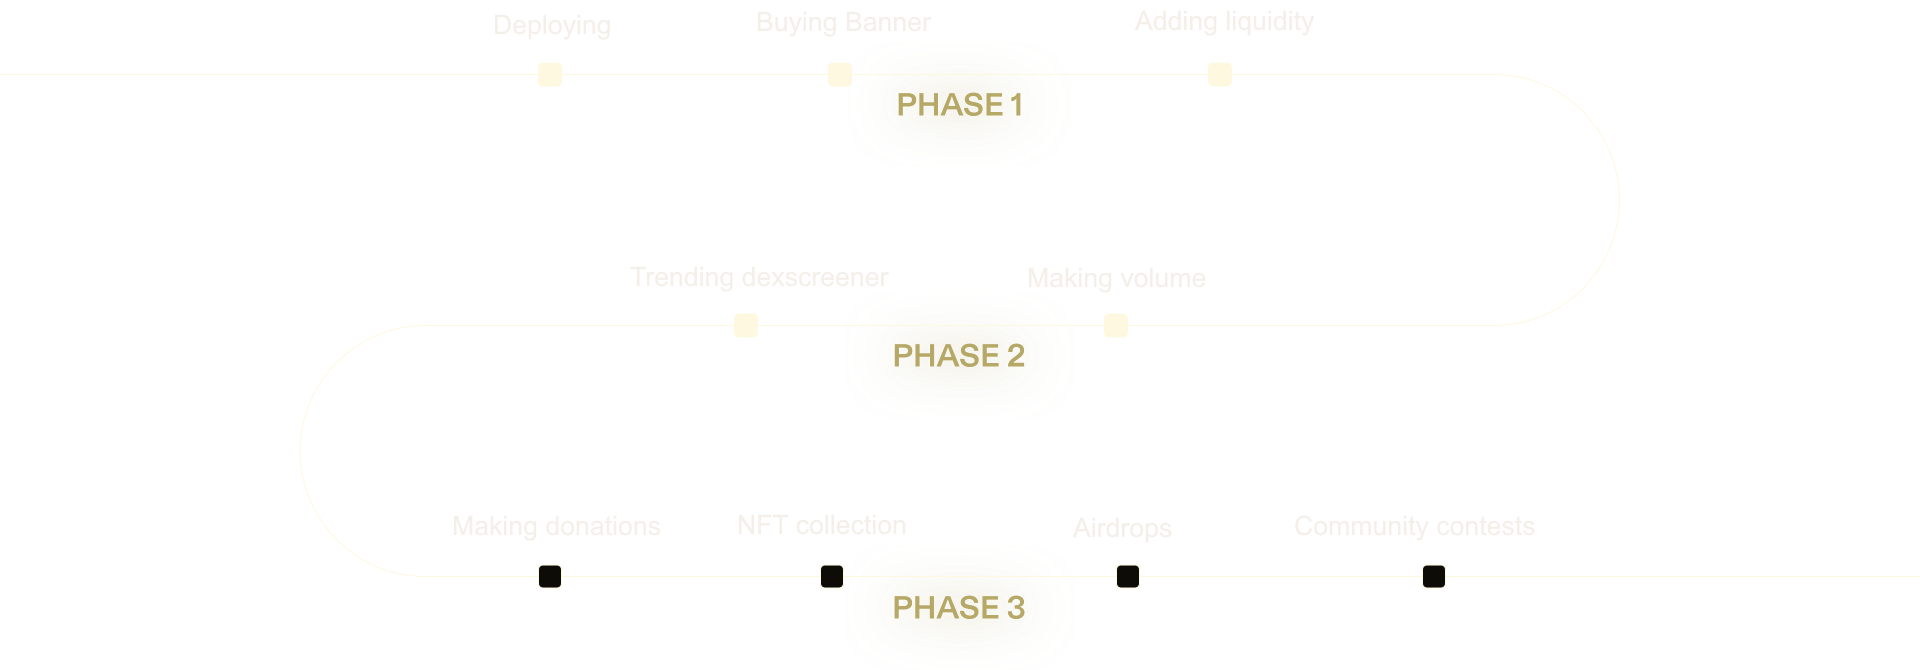 Deploying
Buying Banner
Adding liquidity
PHASE 1
Trending dexscreener
Making volume
PHASE 2
Making donations
NFT collection
Airdrops
Community contests
PHASE 3